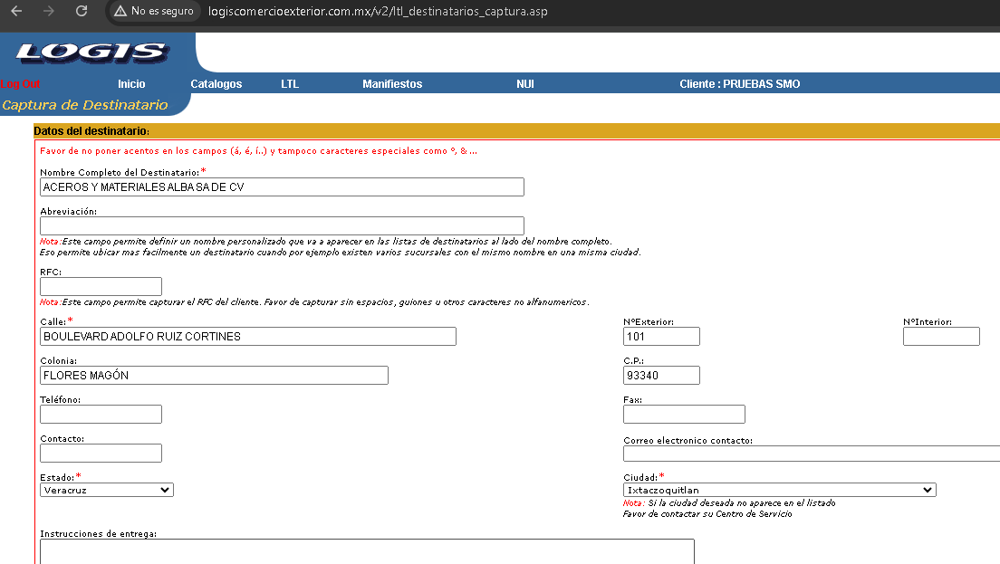 No es seguro logiscomercioexterior.com.mx/v2/ltl_destinatarios_captura.asp
LOGIS
Log Out Inicio Catalogos LTL Manifiestos NUI Cliente : PRUEBAS SMO
Captura de Destinatario
Datos del destinatario:
Favor de no poner acentos en los campos (á, é, í..) y tampoco caracteres especiales como º, & ...
Nombre Completo del Destinatario:*
ACEROS Y MATERIALES ALBA SA DE CV
Abreviación:
Nota:Este campo permite definir un nombre personalizado que va a aparecer en las listas de destinatarios al lado del nombre completo.
Eso permite ubicar mas facilmente un destinatario cuando por ejemplo existen varios sucursales con el mismo nombre en una misma ciudad.
RFC:
Nota:Este campo permite capturar el RFC del cliente. Favor de capturar sin espacios, guiones u otros caracteres no alfanumericos.
Calle:* NºExterior: NºInterior:
BOULEVARD ADOLFO RUIZ CORTINES 101
Colonia: C.P.:
FLORES MAGÓN 93340
Teléfono: Fax:
Contacto: Correo electronico contacto:
Estado:* Ciudad:*
Veracruz Ixtaczoquitlan
Nota: Si la ciudad deseada no aparece en el listado
Favor de contactar su Centro de Servicio
Instrucciones de entrega: